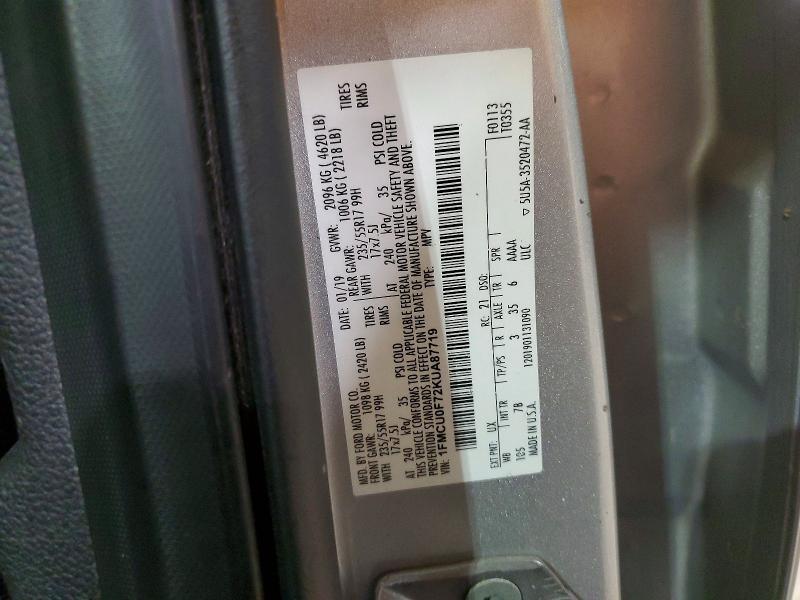 MFD. BY FORD MOTOR CO.
DATE: 01/19 GVWR: 2096 KG ( 4620 LB)
FRONT GAWR: 1098 KG ( 2420 LB) REAR GAWR: 1006 KG ( 2218 LB)
WITH 235/55R17 99H TIRES WITH 235/55R17 99H TIRES
17x7.5J RIMS 17x7.5J RIMS
AT 240 kPa/ 35 PSI COLD AT 240 kPa/ 35 PSI COLD
THIS VEHICLE CONFORMS TO ALL APPLICABLE FEDERAL MOTOR VEHICLE SAFETY AND THEFT
PREVENTION STANDARDS IN EFFECT ON THE DATE OF MANUFACTURE SHOWN ABOVE.
VIN: 1FMCU0F72KUA87719
TYPE: MPV
F0113
T0355
EXT PNT: UX RC: 21 DSO:
WB INT TR TP/PS R AXLE TR SPR
105 7B 3 35 6 AAAA
ULC
▽ 5U5A-3520472-AA
MADE IN U.S.A. 1201901131090